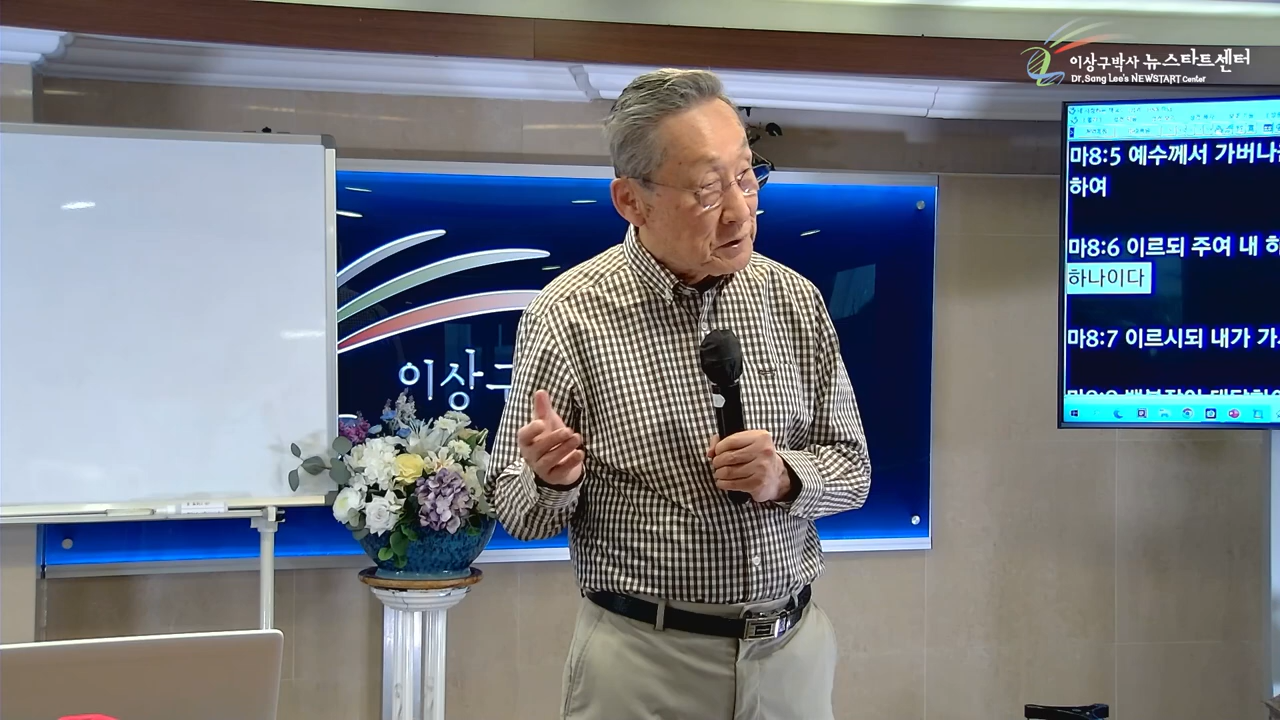 이상구박사 뉴스타트센터
Dr. Sang Lee's NEWSTART Center
마8:5 예수께서 가버나
하여
마8:6 이르되 주여 내 하
하나이다
마8:7 이르시되 내가 가
이상구